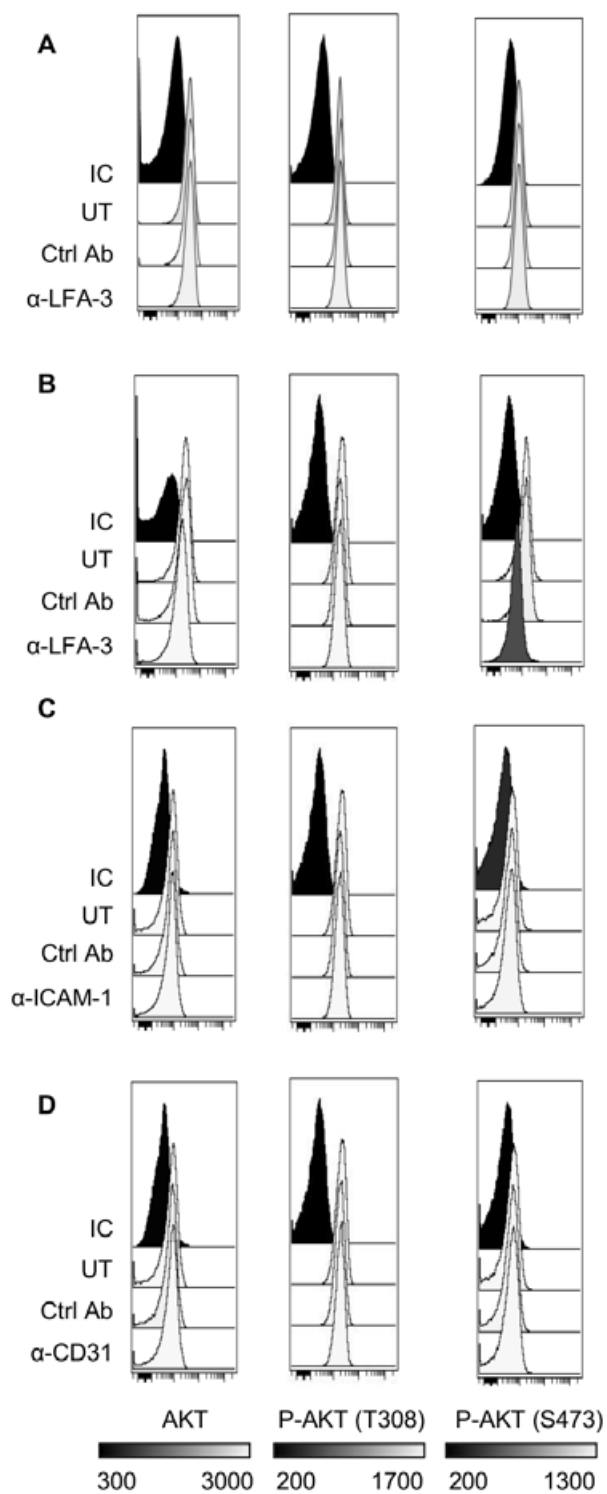 A
IC
UT
Ctrl Ab
α-LFA-3
B
IC
UT
Ctrl Ab
α-LFA-3
C
IC
UT
Ctrl Ab
α-ICAM-1
D
IC
UT
Ctrl Ab
α-CD31
AKT P-AKT (T308) P-AKT (S473)
300 3000 200 1700 200 1300